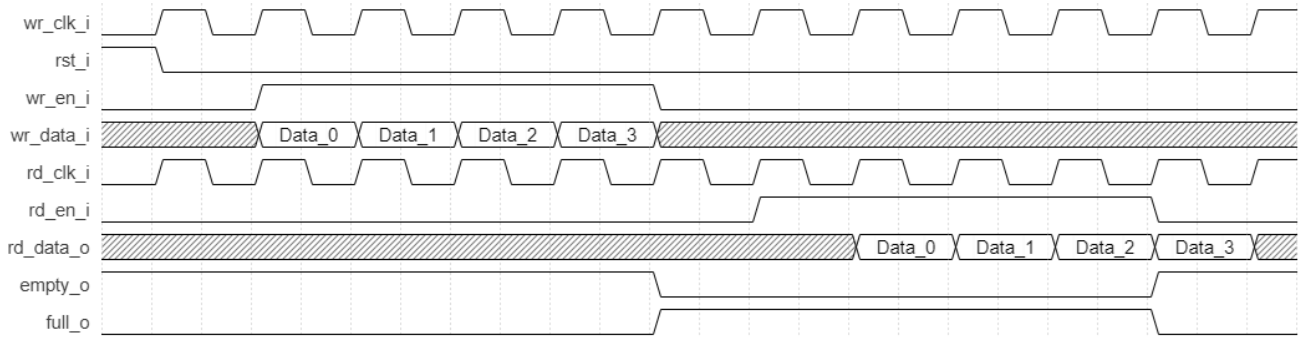 wr_clk_i
rst_i
wr_en_i
wr_data_i Data_0 Data_1 Data_2 Data_3
rd_clk_i
rd_en_i
rd_data_o Data_0 Data_1 Data_2 Data_3
empty_o
full_o